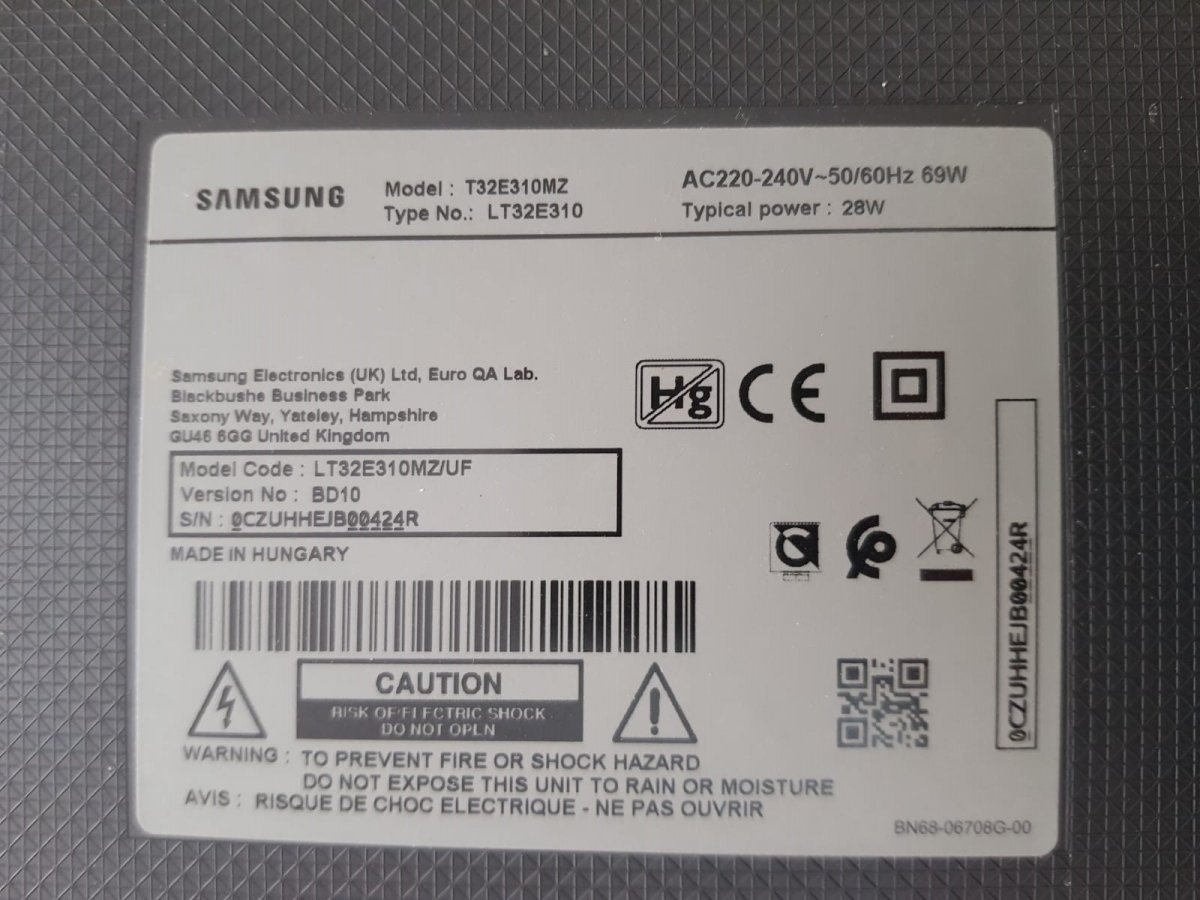 SAMSUNG
Model : T32E310MZ
Type No.: LT32E310
AC220-240V~50/60Hz 69W
Typical power : 28W
Samsung Electronics (UK) Ltd, Euro QA Lab.
Blackbushe Business Park
Saxony Way, Yateley, Hampshire
GU46 6GG United Kingdom
Hg
CE
Model Code : LT32E310MZ/UF
Version No : BD10
S/N : 0CZUHHEJB00424R
MADE IN HUNGARY
0CZUHHEJB00424R
CAUTION
RISK OF ELECTRIC SHOCK
DO NOT OPEN
WARNING : TO PREVENT FIRE OR SHOCK HAZARD
DO NOT EXPOSE THIS UNIT TO RAIN OR MOISTURE
AVIS : RISQUE DE CHOC ELECTRIQUE - NE PAS OUVRIR
BN68-06708G-00